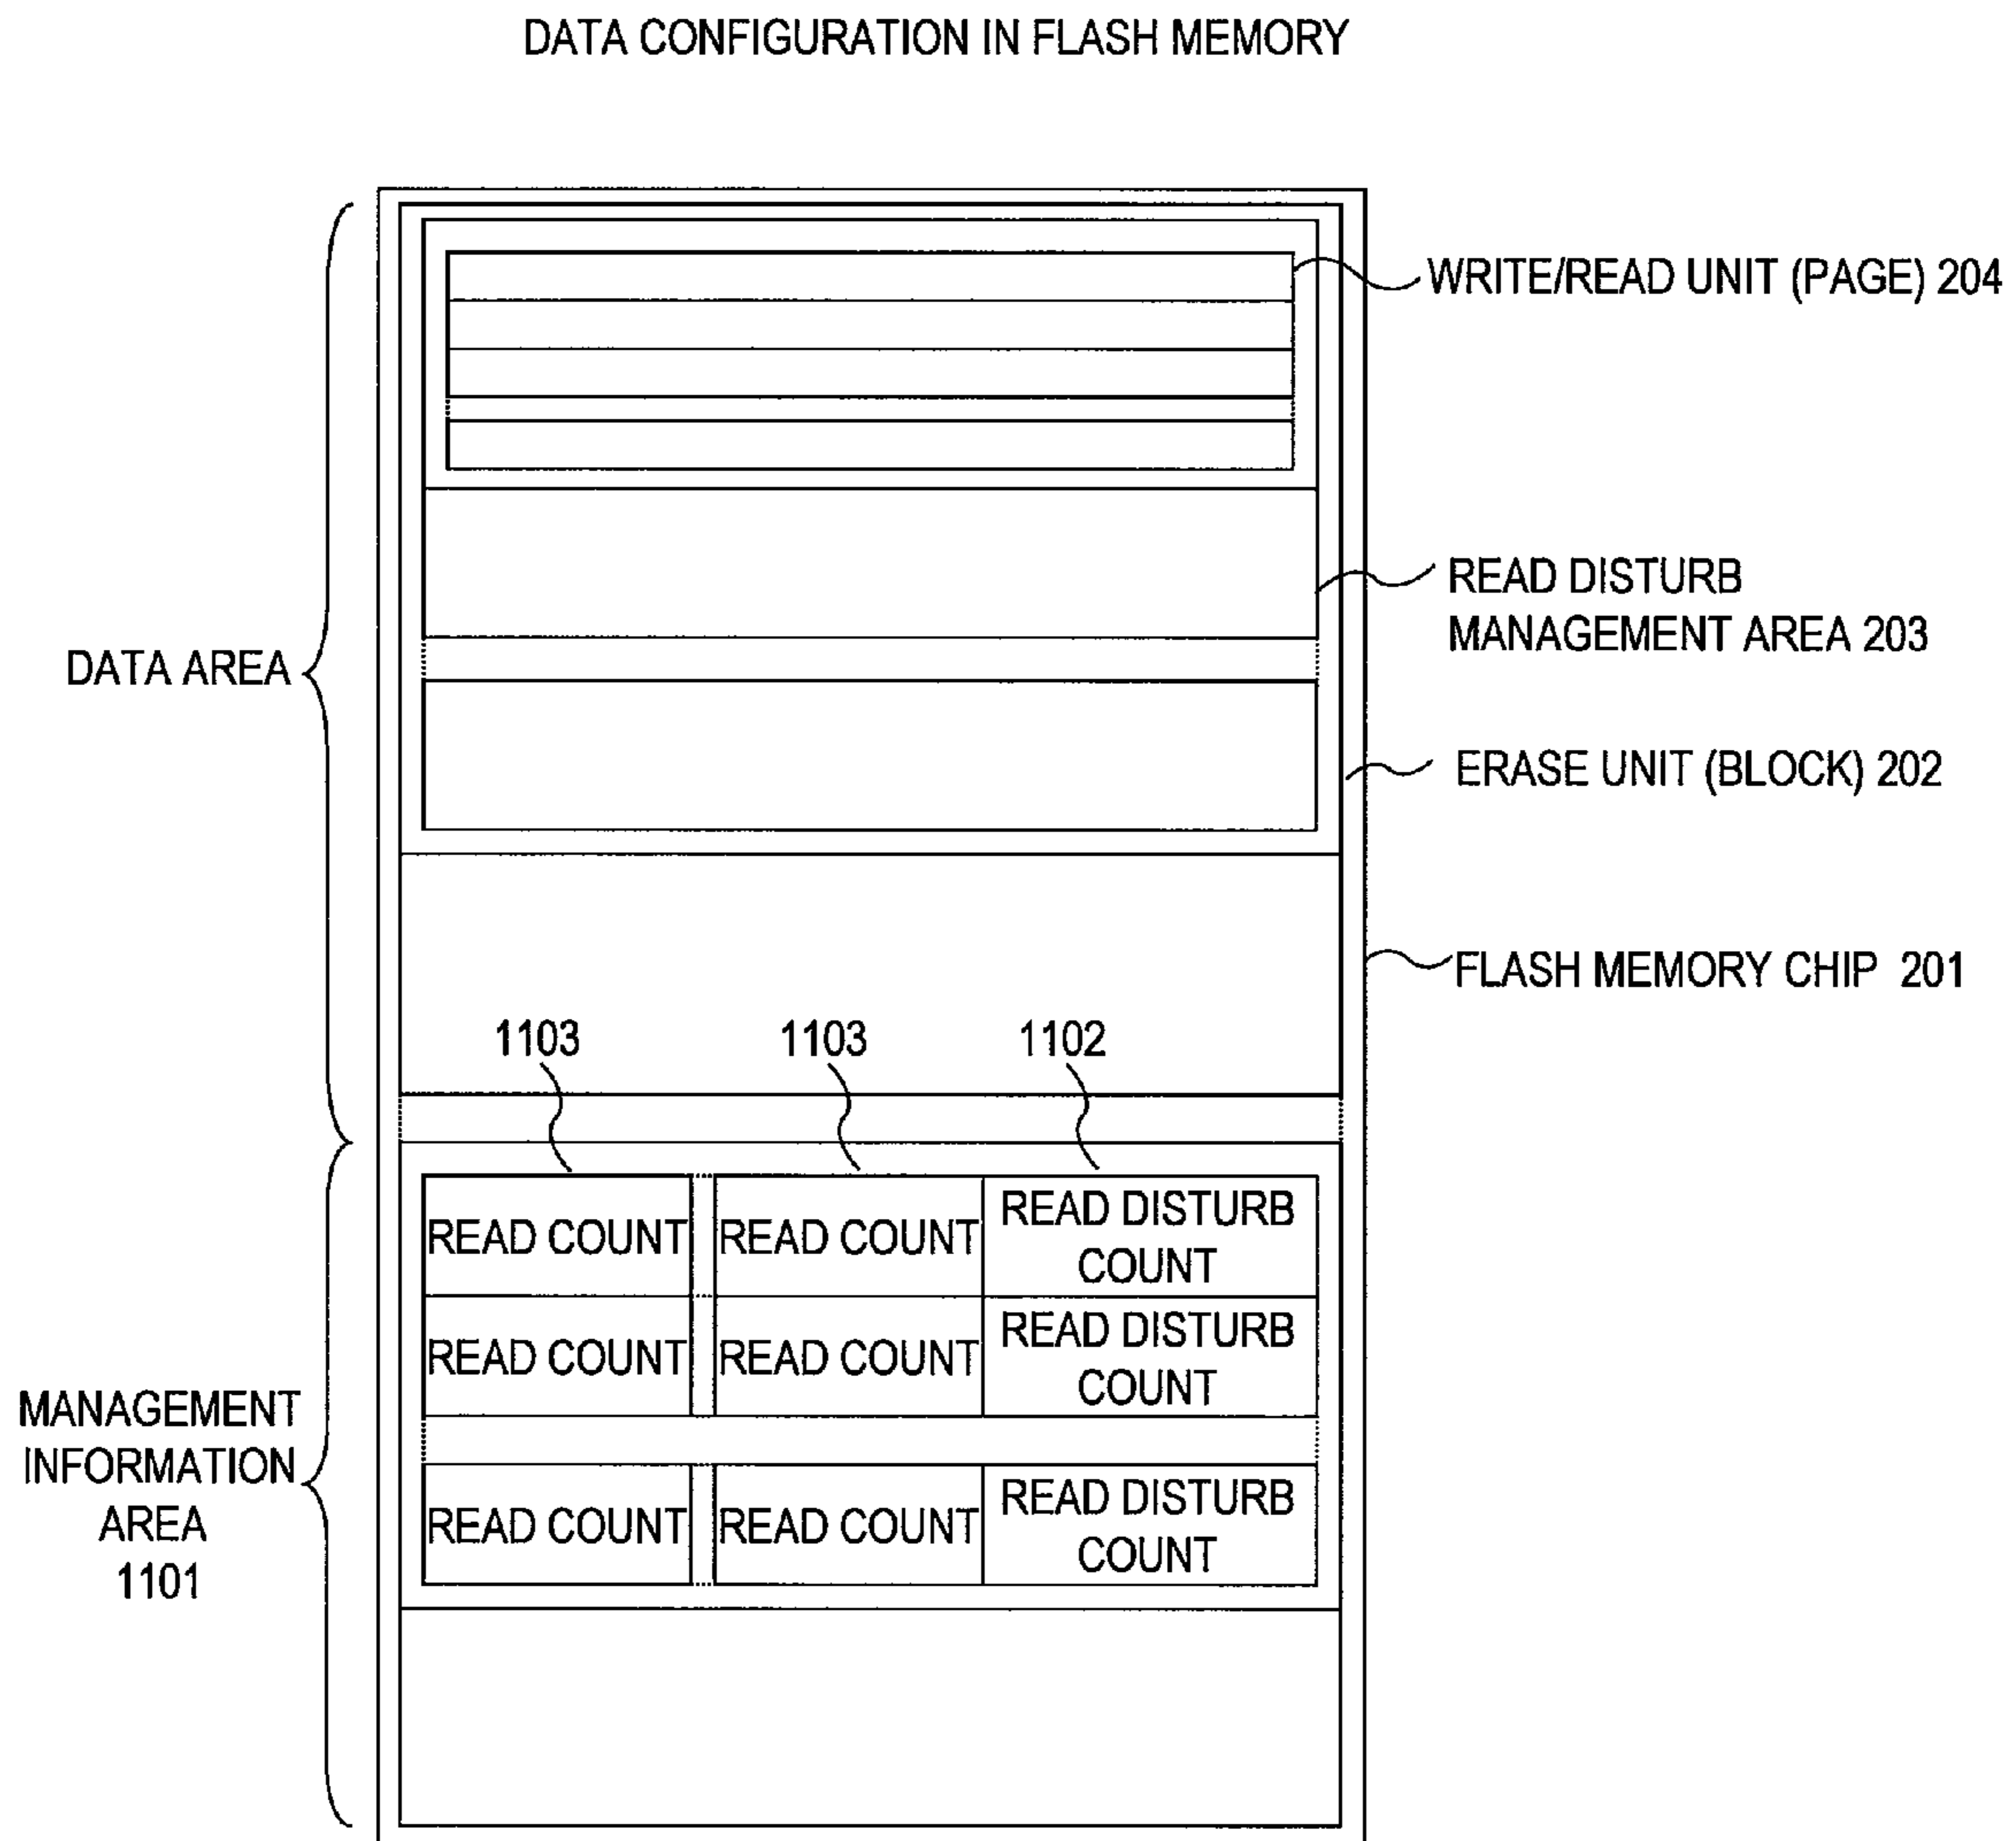 DATA CONFIGURATION IN FLASH MEMORY
WRITE/READ UNIT (PAGE) 204
READ DISTURB
MANAGEMENT AREA 203
DATA AREA
ERASE UNIT (BLOCK) 202
FLASH MEMORY CHIP 201
1103
1103
1102
READ COUNT
READ COUNT
READ DISTURB
COUNT
READ COUNT
READ COUNT
READ DISTURB
COUNT
MANAGEMENT
INFORMATION
AREA
1101
READ COUNT
READ COUNT
READ DISTURB
COUNT